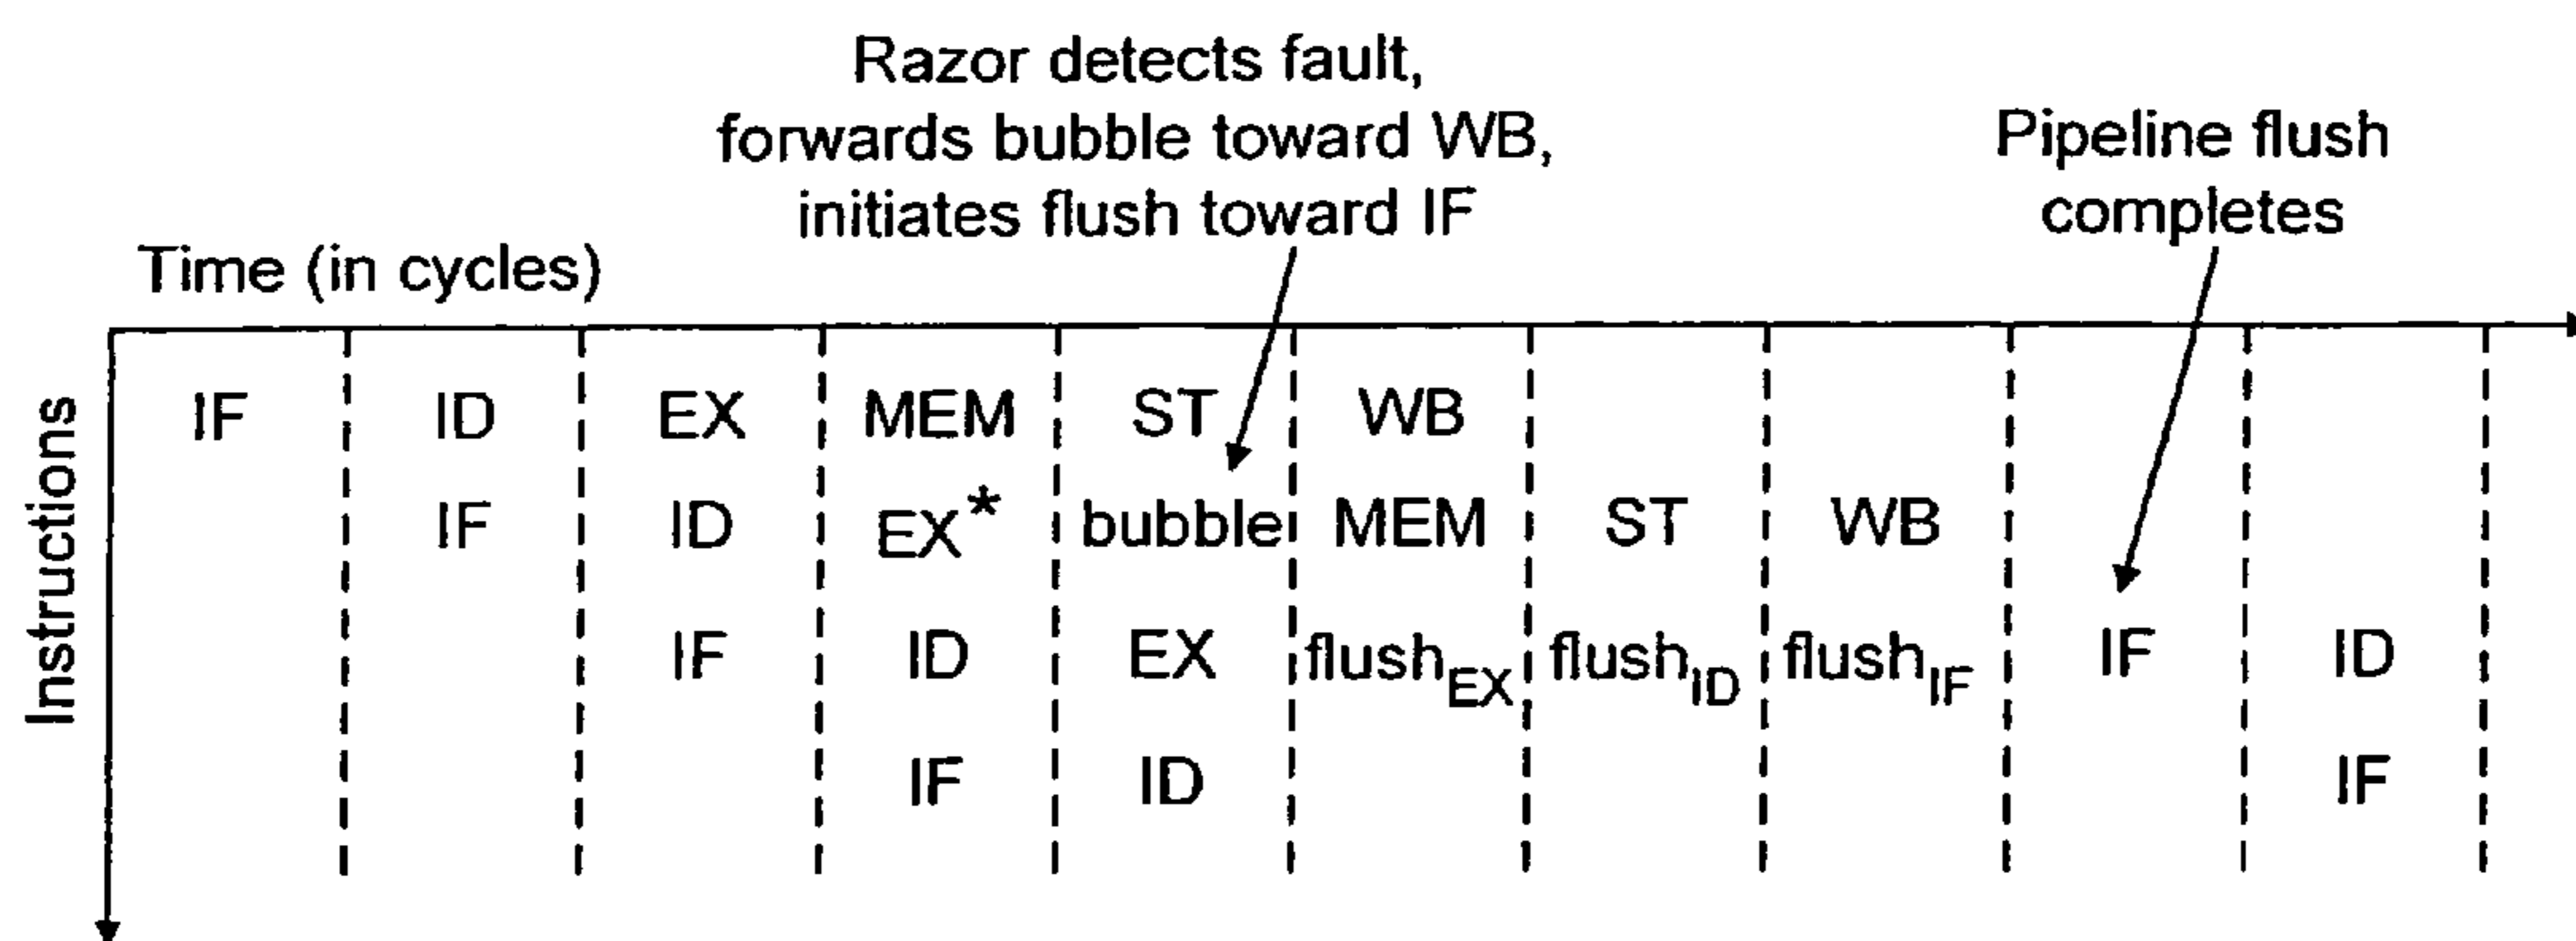 Razor detects fault,
forwards bubble toward WB,
initiates flush toward IF
Pipeline flush
completes
Time (in cycles)
Instructions
IF ID EX MEM ST WB
IF ID EX* bubble MEM ST WB
IF ID EX flushEX flushID flushIF IF ID
IF ID IF